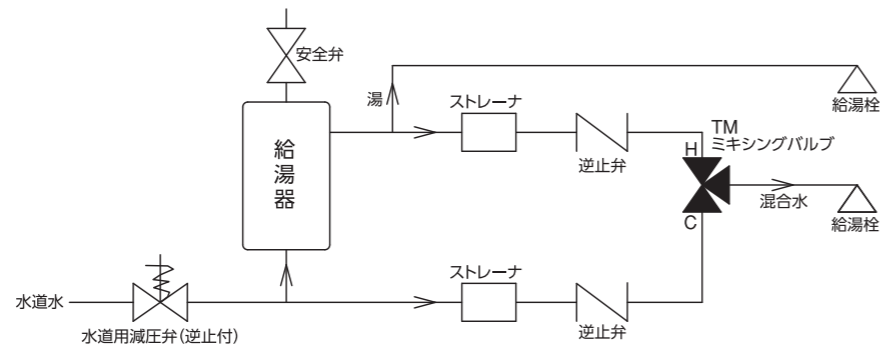 安全弁
湯
ストレーナ
給湯栓
TM
ミキシングバルブ
H
給湯器
逆止弁
混合水
C
給湯栓
ストレーナ
水道水
逆止弁
水道用減圧弁(逆止付)